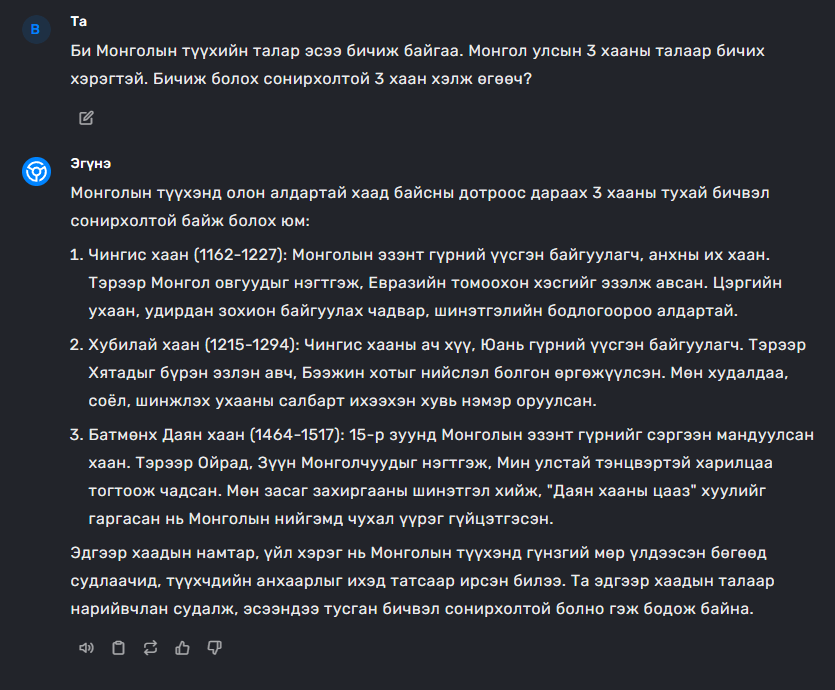 B
Та
Би Монголын түүхийн талар эсээ бичиж байгаа. Монгол улсын 3 хааны талаар бичих
хэрэгтэй. Бичиж болох сонирхолтой 3 хаан хэлж өгөөч?
Эгүнэ
Монголын түүхэнд олон алдартай хаад байсны дотроос дараах 3 хааны тухай бичвэл
сонирхолтой байж болох юм:
1. Чингис хаан (1162-1227): Монголын эзэнт гүрний үүсгэн байгуулагч, анхны их хаан.
Тэрээр Монгол овгуудыг нэгтгэж, Евразийн томоохон хэсгийг эзэлж авсан. Цэргийн
ухаан, удирдан зохион байгуулах чадвар, шинэтгэлийн бодлогоороо алдартай.
2. Хубилай хаан (1215-1294): Чингис хааны ач хүү, Юань гүрний үүсгэн байгуулагч. Тэрээр
Хятадыг бүрэн эзлэн авч, Бээжин хотыг нийслэл болгон өргөжүүлсэн. Мөн худалдаа,
соёл, шинжлэх ухааны салбарт ихээхэн хувь нэмэр оруулсан.
3. Батмөнх Даян хаан (1464-1517): 15-р зуунд Монголын эзэнт гүрнийг сэргээн мандуулсан
хаан. Тэрээр Ойрад, Зүүн Монголчуудыг нэгтгэж, Мин улстай тэнцвэртэй харилцаа
тогтоож чадсан. Мөн засаг захиргааны шинэтгэл хийж, "Даян хааны цааз" хуулийг
гаргасан нь Монголын нийгэмд чухал үүрэг гүйцэтгэсэн.
Эдгээр хаадын намтар, үйл хэрэг нь Монголын түүхэнд гүнзгий мөр үлдээсэн бөгөөд
судлаачид, түүхчдийн анхаарлыг ихэд татсаар ирсэн билээ. Та эдгээр хаадын талаар
нарийвчлан судалж, эсээндээ тусган бичвэл сонирхолтой болно гэж бодож байна.